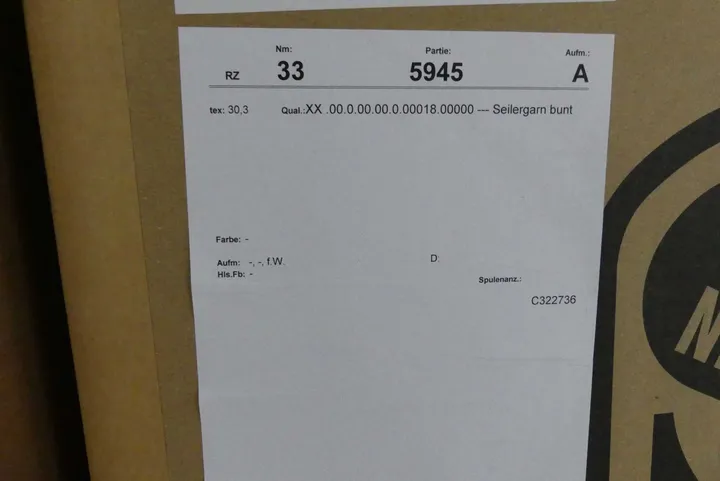 Nm: Partie: Aufm.:
RZ 33 5945 A
tex: 30,3 Qual.:XX .00.0.00.00.0.00018.00000 --- Seilergarn bunt
Farbe: -
Aufm: -, -, f.W. D:
Hls.Fb: -
Spulenanz.:
C322736